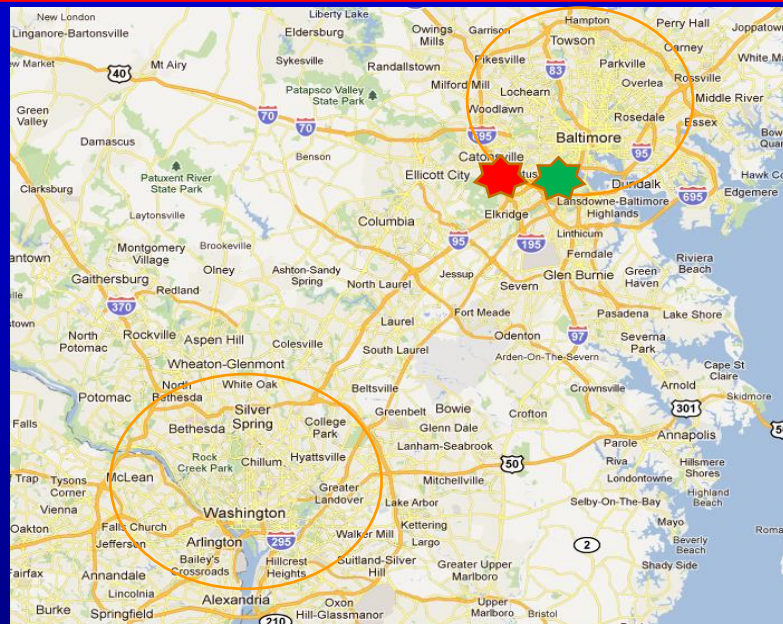 New London
Liberty Lake
Hampton
Perry Hall
Joppatown
Linganore-Bartonsville
Eldersburg
Owings
Mills
Garrison
Towson
Carney
ew Market
Mt Airy
40
Sykesville
Randallstown
Pikesville
83
Parkville
White Ma
Patapsco Valley
State Park
Milford Mill
Lochearn
Overlea
Rossville
Middle River
Green
Valley
70
70
Woodlawn
Rosedale
Essex
Damascus
Benson
695
Baltimore
95
Catonsville
Patuxent River
State Park
Ellicott City
Dundalk
Hawk Co
Clarksburg
695
Edgemere
Lansdowne-Baltimore
Highlands
Laytonsville
Columbia
Elkridge
Linthicum
Brookeville
95
195
Ferndale
Montgomery
Village
Olney
Ashton-Sandy
Spring
Jessup
Glen Burnie
Green
Haven
Riviera
Beach
antown
Gaithersburg
Redland
North Laurel
Severn
370
Laurel
Fort Meade
Pasadena
Lake Shore
stown
North
Potomac
Rockville
Aspen Hill
Colesville
Odenton
97
Severna
Park
South Laurel
Arden-On-The-Severn
Wheaton-Glenmont
Cape St
Claire
Potomac
North
Bethesda
White Oak
Beltsville
Crownsville
Arnold
Skidmore
Silver
Spring
301
Falls
Bethesda
College
Park
Greenbelt
Bowie
Crofton
Glenn Dale
Annapolis
Rock
Creek Park
Chillum
Hyattsville
Lanham-Seabrook
Parole
of Trap
Tysons
Corner
McLean
50
Riva
Hillsmere
Shores
Greater
Landover
Mitchellville
Londontowne
Highland
Beach
Vienna
Washington
Lake Arbor
Selby-On-The-Bay
Falls Church
Kettering
Mayo
Oakton
Jefferson
Arlington
295
Walker Mill
Largo
2
Beverly
Beach
Bailey's
Crossroads
Hillcrest
Heights
Suitland-Silver
Hill
Greater Upper
Marlboro
Shady Side
Fairfax
Annandale
Lincolnia
Alexandria
Burke
Springfield
210
Oxon
Hill-Glassmanor
Upper
Marlboro
Bristol